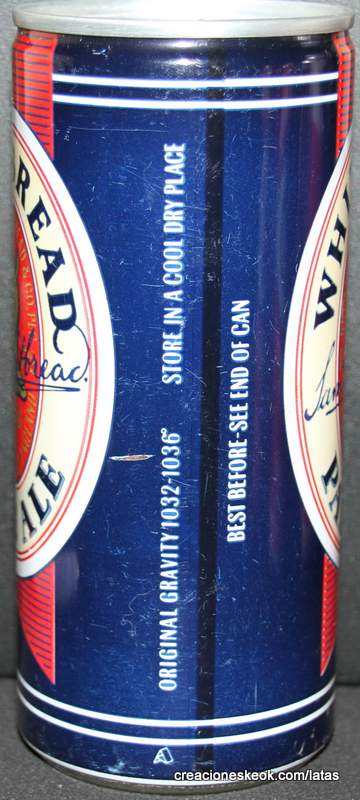 READ
ALE
WH
ORIGINAL GRAVITY 1032-1036° STORE IN A COOL DRY PLACE
BEST BEFORE-SEE END OF CAN
creacioneskeok.com/latas